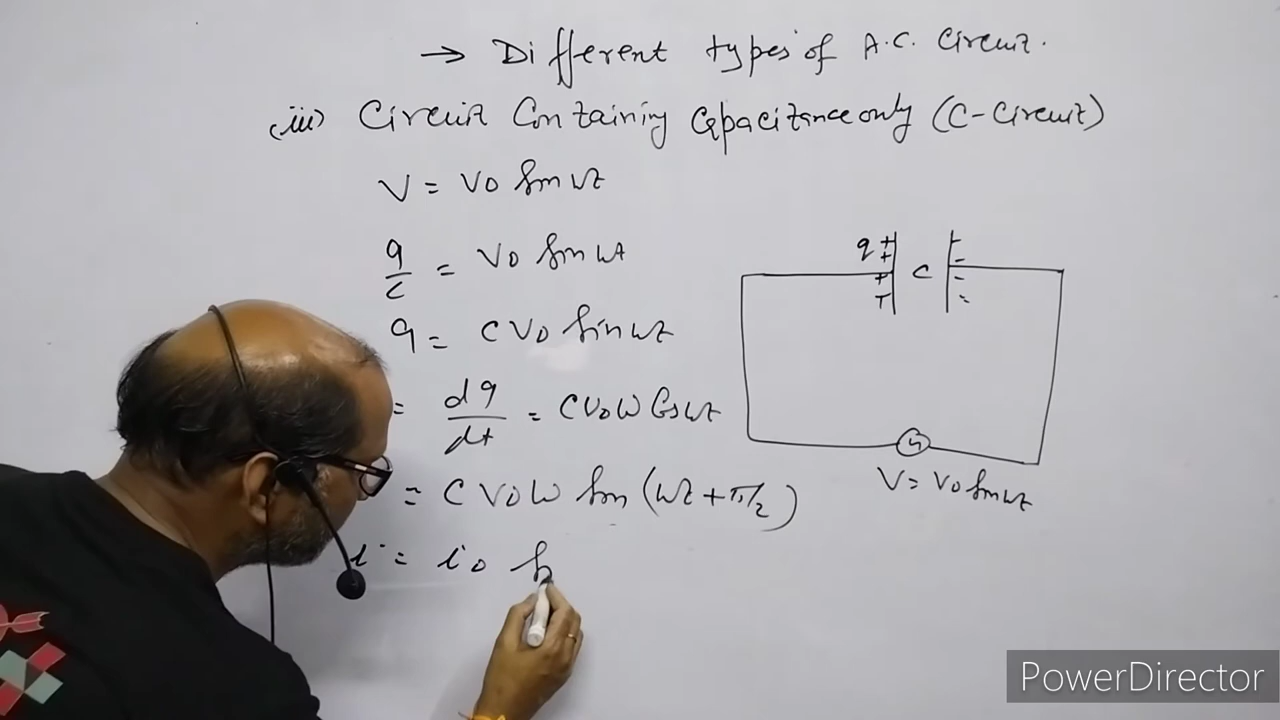 → Different types of A.C. Circuit.
(iii) Circuit Containing Capacitance only (C-Circuit)
V = V0 Sin ωt
q/c = V0 Sin ωt
q = CV0 Sin ωt
= dq/dt = CV0ω Cos ωt
= CV0ω Sin (ωt + π/2)
i = i0 S
q + + + +
C
- - - -
V = V0 Sin ωt
PowerDirector